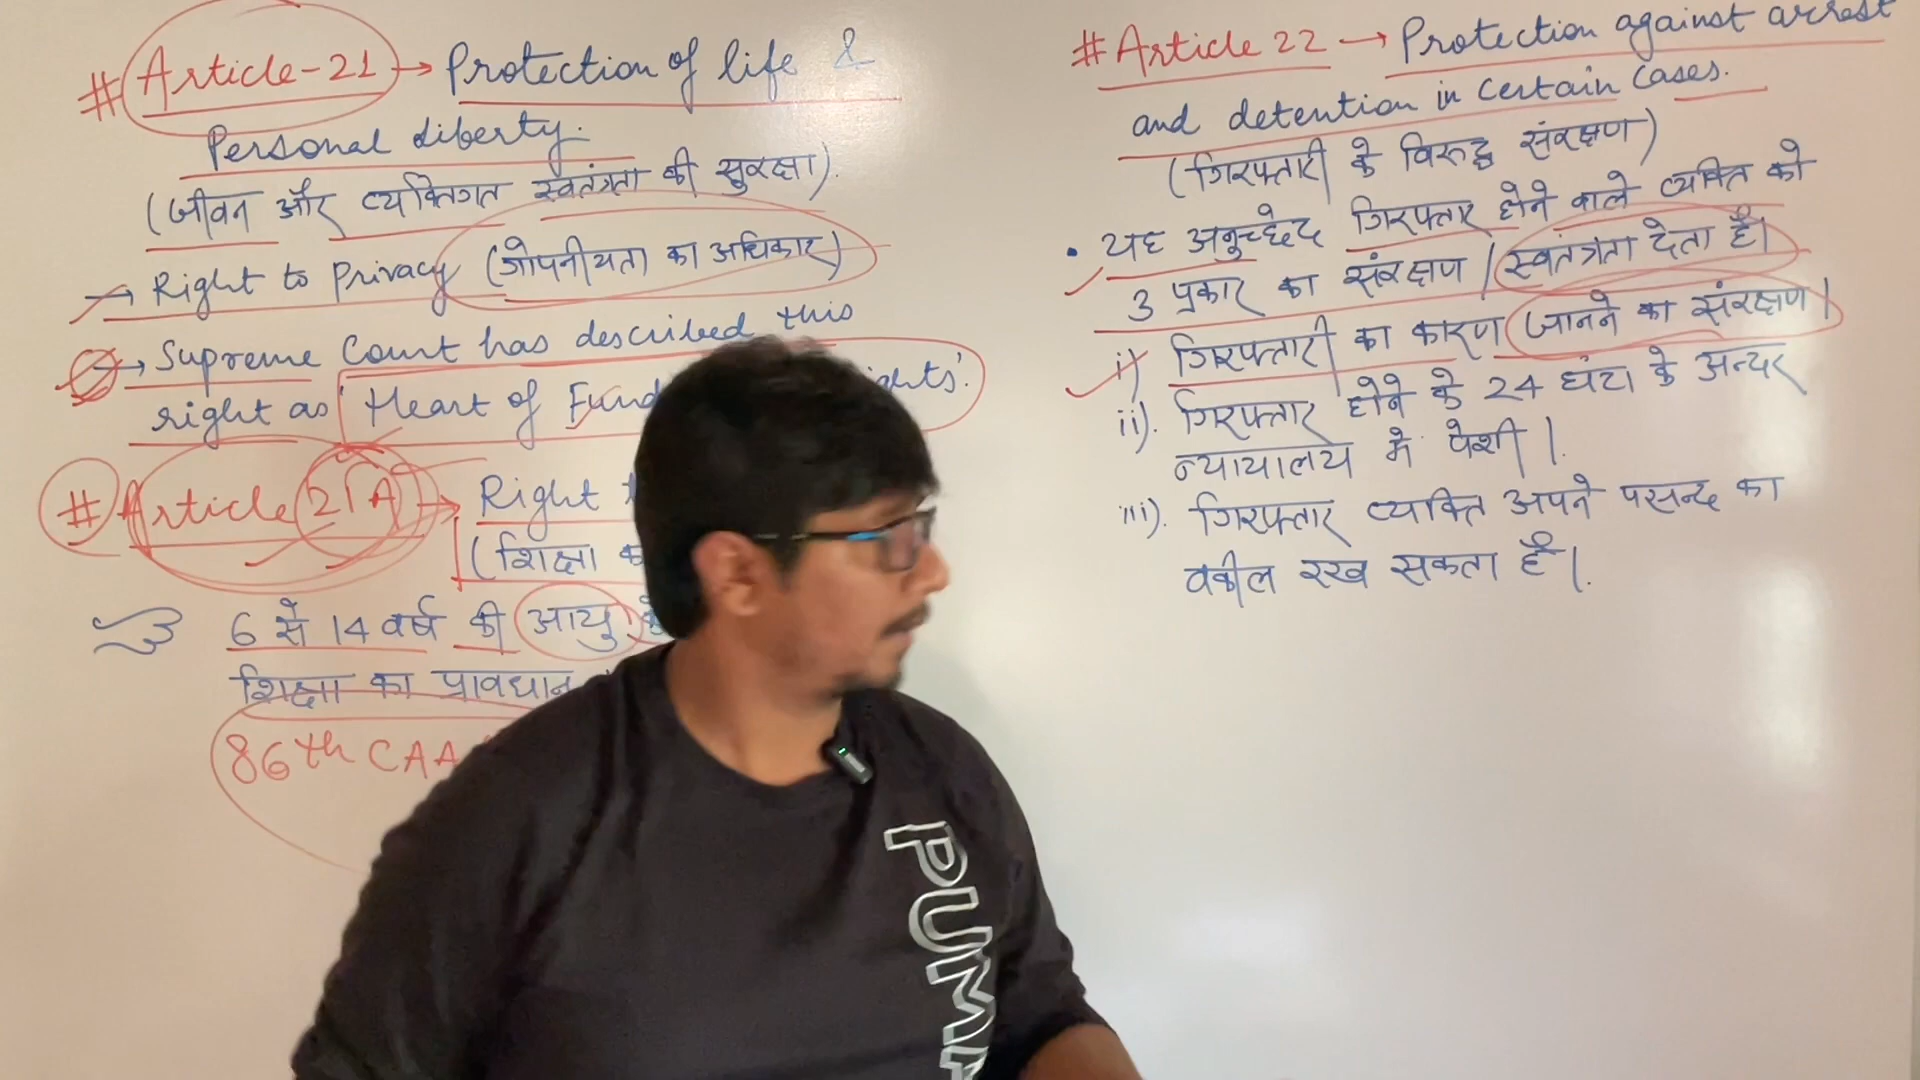 # Article-21 → Protection of life &
Personal Liberty.
(जीवन और व्यक्तिगत स्वतंत्रता की सुरक्षा).
→ Right to Privacy (गोपनीयता का अधिकार)
→ Supreme Court has described this
right as 'Heart of
# Article 21A → Right
(शिक्षा
6 से 14 वर्ष की आयु
शिक्षा का प्रावधान
86th CAA
# Article 22 → Protection against arrest
and detention in certain cases.
(गिरफ्तारी के विरुद्ध संरक्षण)
• यह अनुच्छेद गिरफ्तार होने वाले व्यक्ति को
3 प्रकार का संरक्षण / स्वतंत्रता देता है।
i) गिरफ्तारी का कारण जानने का संरक्षण।
ii). गिरफ्तार होने के 24 घंटा के अन्दर
न्यायालय में पेशी।
iii). गिरफ्तार व्यक्ति अपने पसन्द का
वकील रख सकता है।
PUM